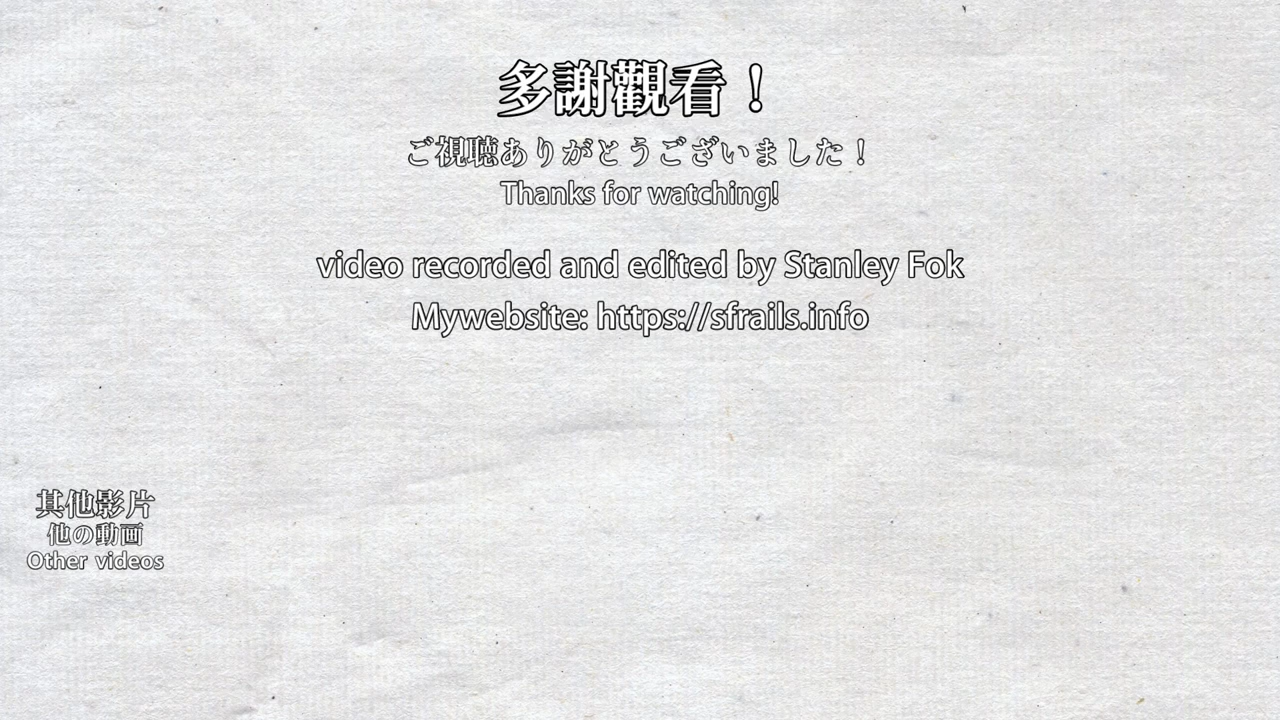 多謝觀看！
ご視聴ありがとうございました！
Thanks for watching!
video recorded and edited by Stanley Fok
Mywebsite: https://sfrails.info
其他影片
他の動画
Other videos